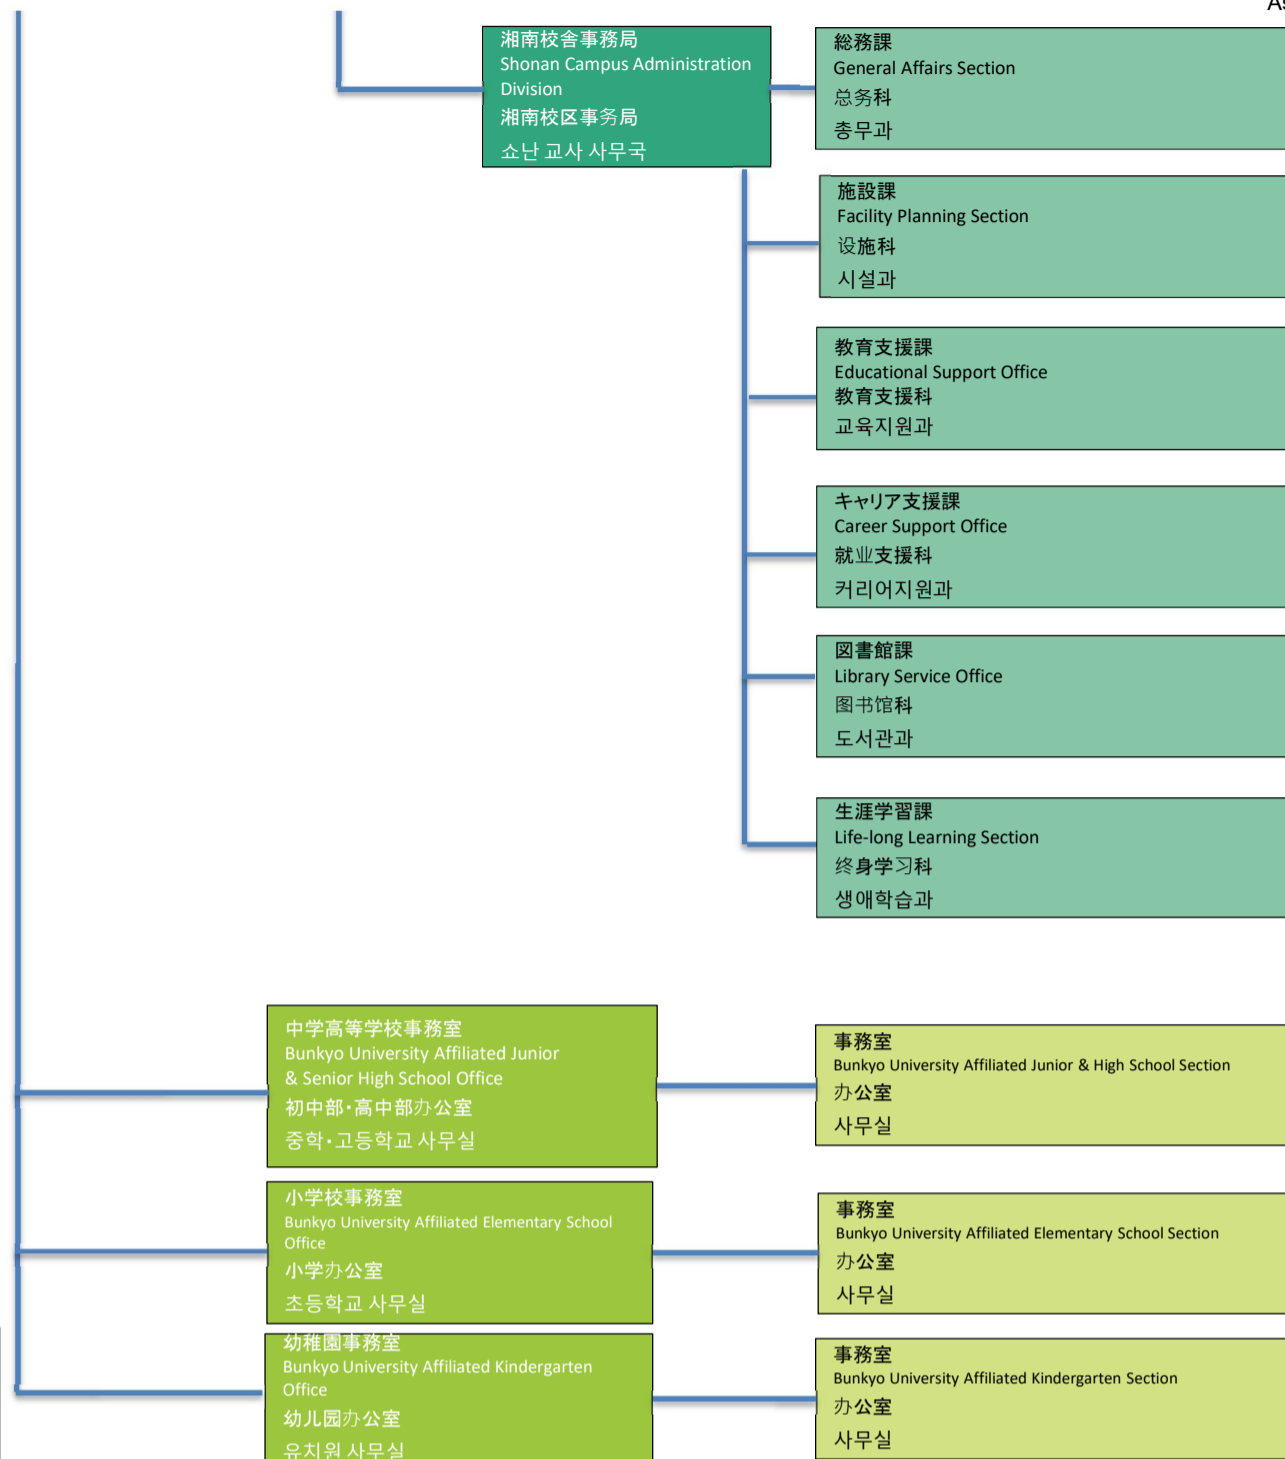 As
湘南校舎事務局
Shonan Campus Administration
Division
湘南校区事务局
쇼난 교사 사무국
総務課
General Affairs Section
总务科
총무과
施設課
Facility Planning Section
设施科
시설과
教育支援課
Educational Support Office
教育支援科
교육지원과
キャリア支援課
Career Support Office
就业支援科
커리어지원과
図書館課
Library Service Office
图书馆科
도서관과
生涯学習課
Life-long Learning Section
终身学习科
생애학습과
中学高等学校事務室
Bunkyo University Affiliated Junior
& Senior High School Office
初中部・高中部办公室
중학・고등학교 사무실
事務室
Bunkyo University Affiliated Junior & High School Section
办公室
사무실
小学校事務室
Bunkyo University Affiliated Elementary School
Office
小学办公室
초등학교 사무실
事務室
Bunkyo University Affiliated Elementary School Section
办公室
사무실
幼稚園事務室
Bunkyo University Affiliated Kindergarten
Office
幼儿园办公室
유치원 사무실
事務室
Bunkyo University Affiliated Kindergarten Section
办公室
사무실